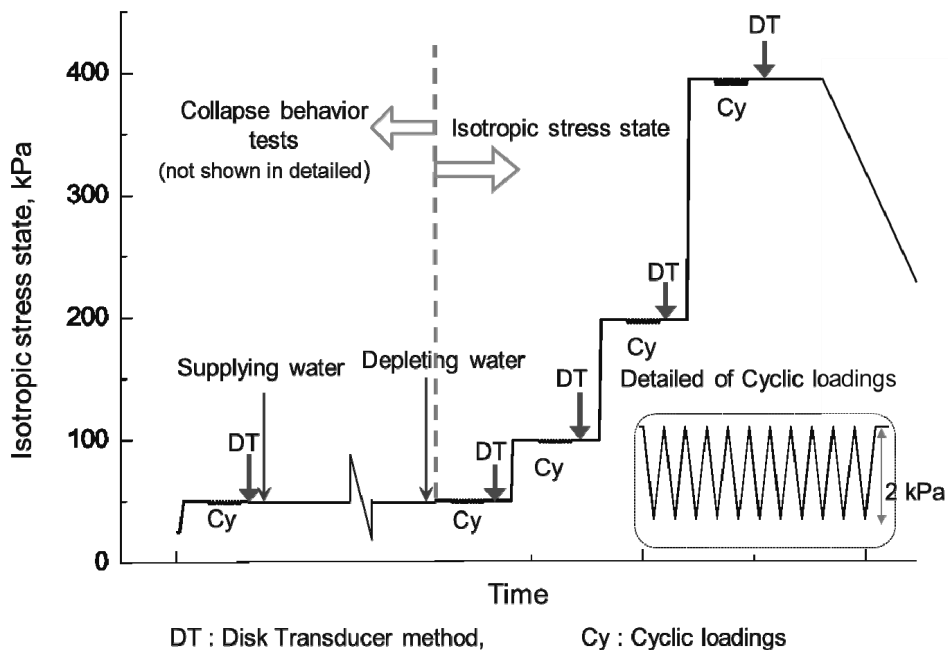 DT
400
Collapse behavior
tests
(not shown in detailed)
Isotropic stress state
Cy
Isotropic stress state, kPa
300
DT
200
Supplying water
Depleting water
Cy
DT
Detailed of Cyclic loadings
100
DT
DT
Cy
2 kPa
Cy
Cy
0
Time
DT : Disk Transducer method,
Cy : Cyclic loadings